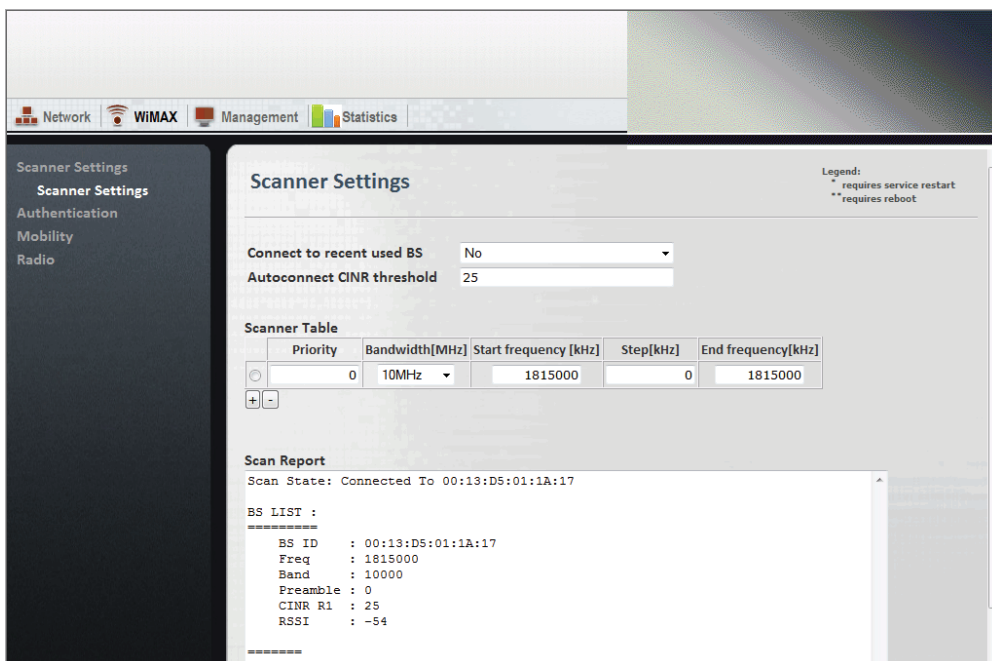 Network WiMAX Management Statistics
Scanner Settings
Scanner Settings
Authentication
Mobility
Radio
Scanner Settings
Legend:
* requires service restart
**requires reboot
Connect to recent used BS No
Autoconnect CINR threshold 25
Scanner Table
Priority Bandwidth[MHz] Start frequency [kHz] Step[kHz] End frequency[kHz]
0 10MHz 1815000 0 1815000
+ -
Scan Report
Scan State: Connected To 00:13:D5:01:1A:17
BS LIST :
=========
BS ID : 00:13:D5:01:1A:17
Freq : 1815000
Band : 10000
Preamble : 0
CINR R1 : 25
RSSI : -54
=======